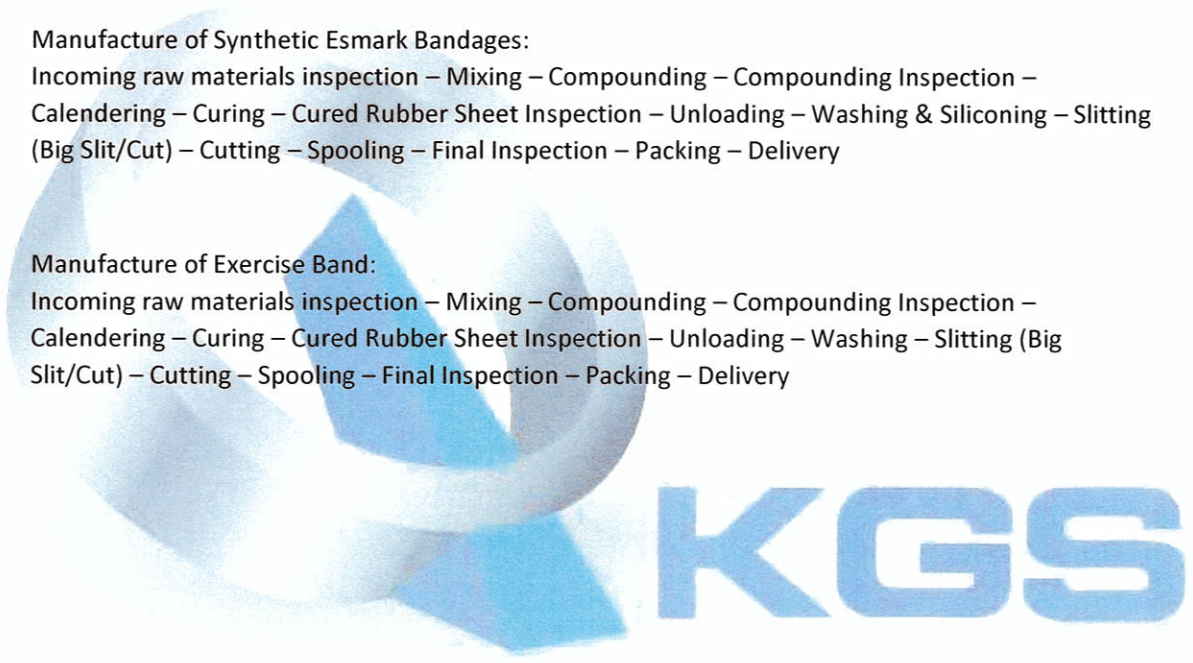 Manufacture of Synthetic Esmark Bandages:
Incoming raw materials inspection – Mixing – Compounding – Compounding Inspection –
Calendering – Curing – Cured Rubber Sheet Inspection – Unloading – Washing & Siliconing – Slitting
(Big Slit/Cut) – Cutting – Spooling – Final Inspection – Packing – Delivery
Manufacture of Exercise Band:
Incoming raw materials inspection – Mixing – Compounding – Compounding Inspection –
Calendering – Curing – Cured Rubber Sheet Inspection – Unloading – Washing – Slitting (Big
Slit/Cut) – Cutting – Spooling – Final Inspection – Packing – Delivery
KGS